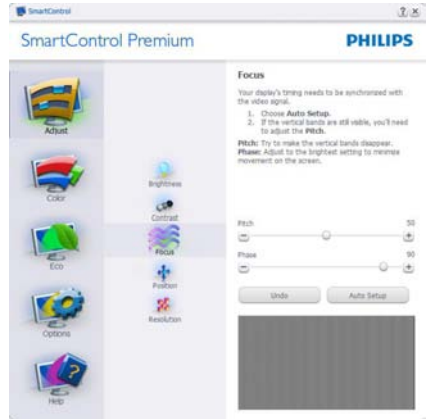 SmartControl
? ×
SmartControl Premium
PHILIPS
Adjust
Color
Eco
Options
Help
Brightness
Contrast
Focus
Position
Resolution
Focus
Your display's timing needs to be synchronized with
the video signal.
1. Choose Auto Setup.
2. If the vertical bands are still visible, you'll need
to adjust the Pitch.
Pitch: Try to make the vertical bands disappear.
Phase: Adjust to the brightest setting to minimize
movement on the screen.
Pitch 50
Phase 90
Undo Auto Setup